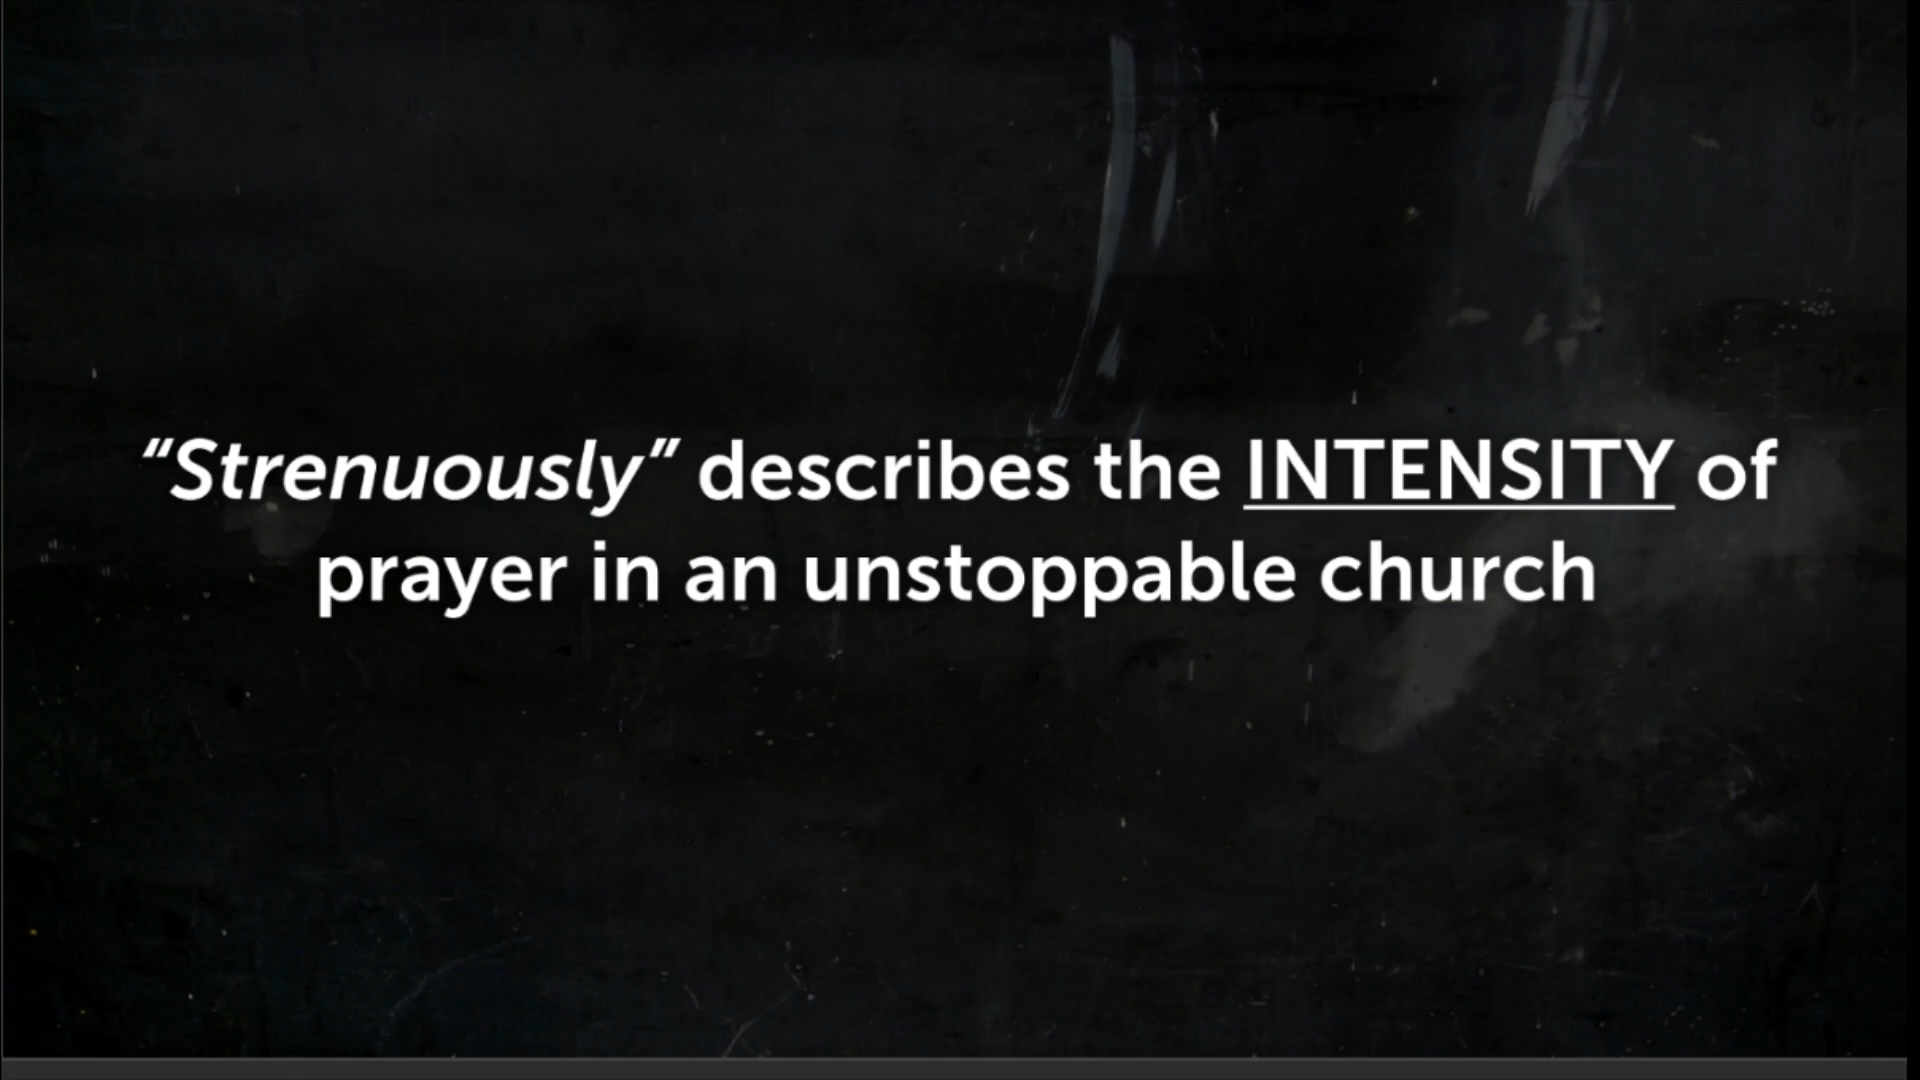 “Strenuously” describes the INTENSITY of
prayer in an unstoppable church